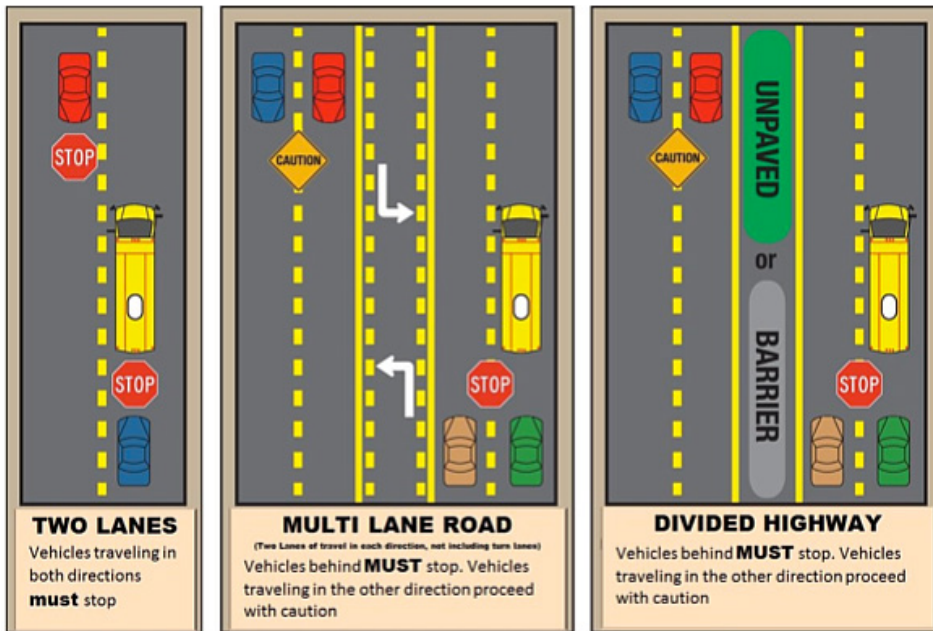 STOP
STOP
TWO LANES
Vehicles traveling in
both directions
must stop
CAUTION
STOP
MULTI LANE ROAD
(Two Lanes of travel in each direction, not including turn lanes)
Vehicles behind MUST stop. Vehicles
traveling in the other direction proceed
with caution
CAUTION
UNPAVED
or
BARRIER
STOP
DIVIDED HIGHWAY
Vehicles behind MUST stop. Vehicles
traveling in the other direction proceed
with caution